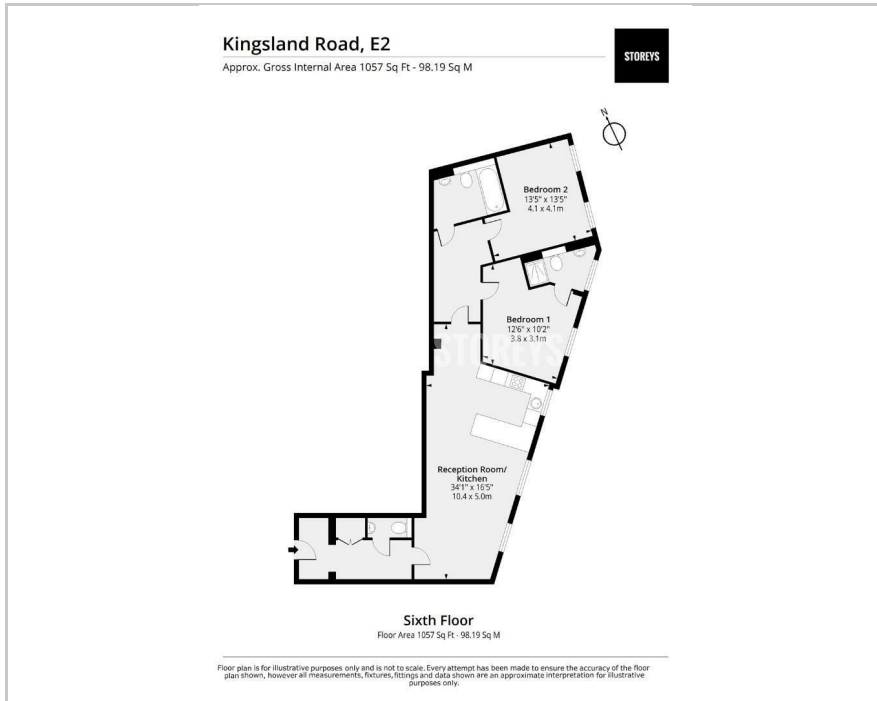 Kingsland Road, E2
Approx. Gross Internal Area 1057 Sq Ft - 98.19 Sq M
STOREYS
N
Bedroom 2
13'5" x 13'5"
4.1 x 4.1m
Bedroom 1
12'6" x 10'2"
3.8 x 3.1m
STOREYS
Reception Room/
Kitchen
34'1" x 16'5"
10.4 x 5.0m
Sixth Floor
Floor Area 1057 Sq Ft - 98.19 Sq M
Floor plan is for illustrative purposes only and is not to scale. Every attempt has been made to ensure the accuracy of the floor
plan shown, however all measurements, fixtures, fittings and data shown are an approximate interpretation for illustrative
purposes only.